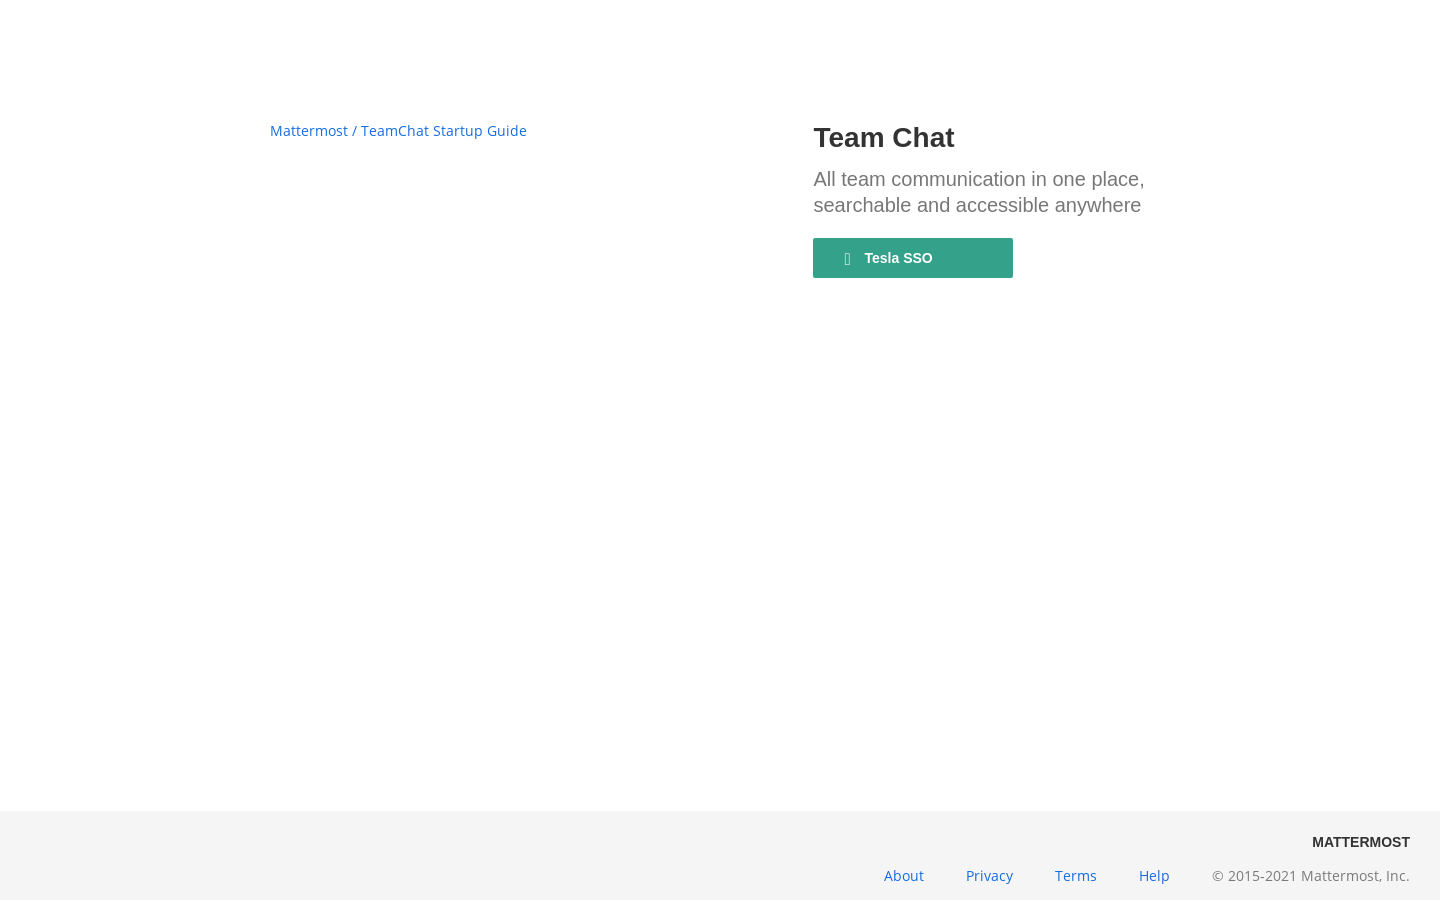 Mattermost / TeamChat Startup Guide
Team Chat
All team communication in one place,
searchable and accessible anywhere
Tesla SSO
MATTERMOST
About Privacy Terms Help © 2015-2021 Mattermost, Inc.